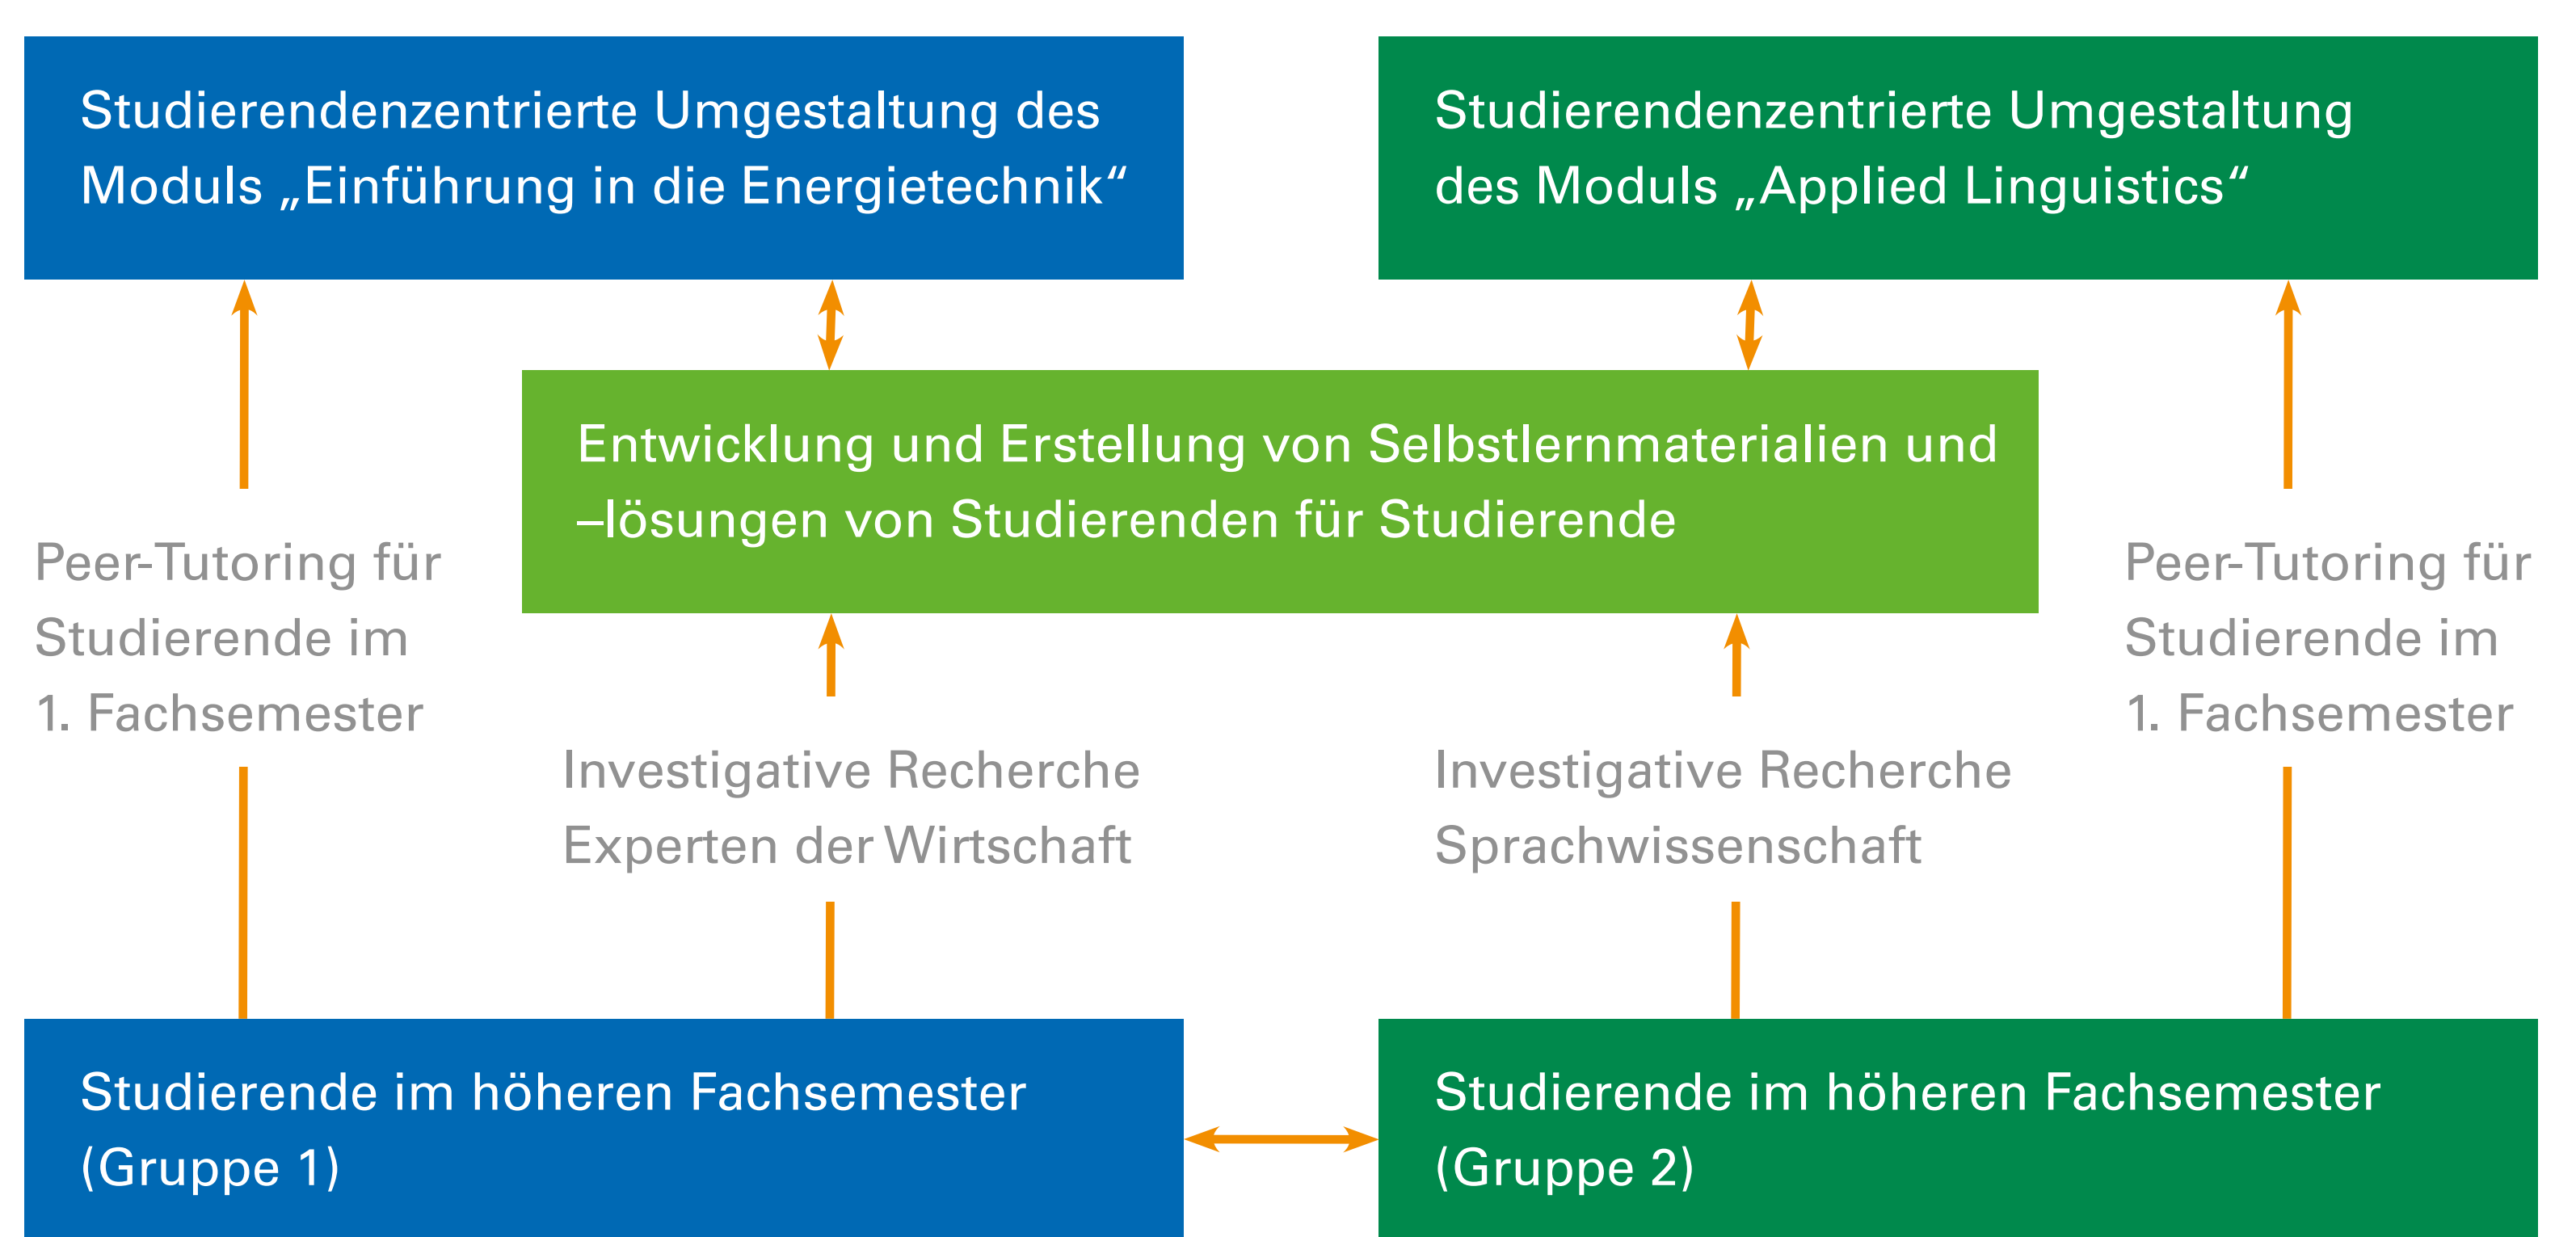 Studierendenzentrierte Umgestaltung des
Moduls „Einführung in die Energietechnik“
Studierendenzentrierte Umgestaltung
des Moduls „Applied Linguistics“
Entwicklung und Erstellung von Selbstlernmaterialien und
–lösungen von Studierenden für Studierende
Peer-Tutoring für
Studierende im
1. Fachsemester
Investigative Recherche
Experten der Wirtschaft
Investigative Recherche
Sprachwissenschaft
Peer-Tutoring für
Studierende im
1. Fachsemester
Studierende im höheren Fachsemester
(Gruppe 1)
Studierende im höheren Fachsemester
(Gruppe 2)